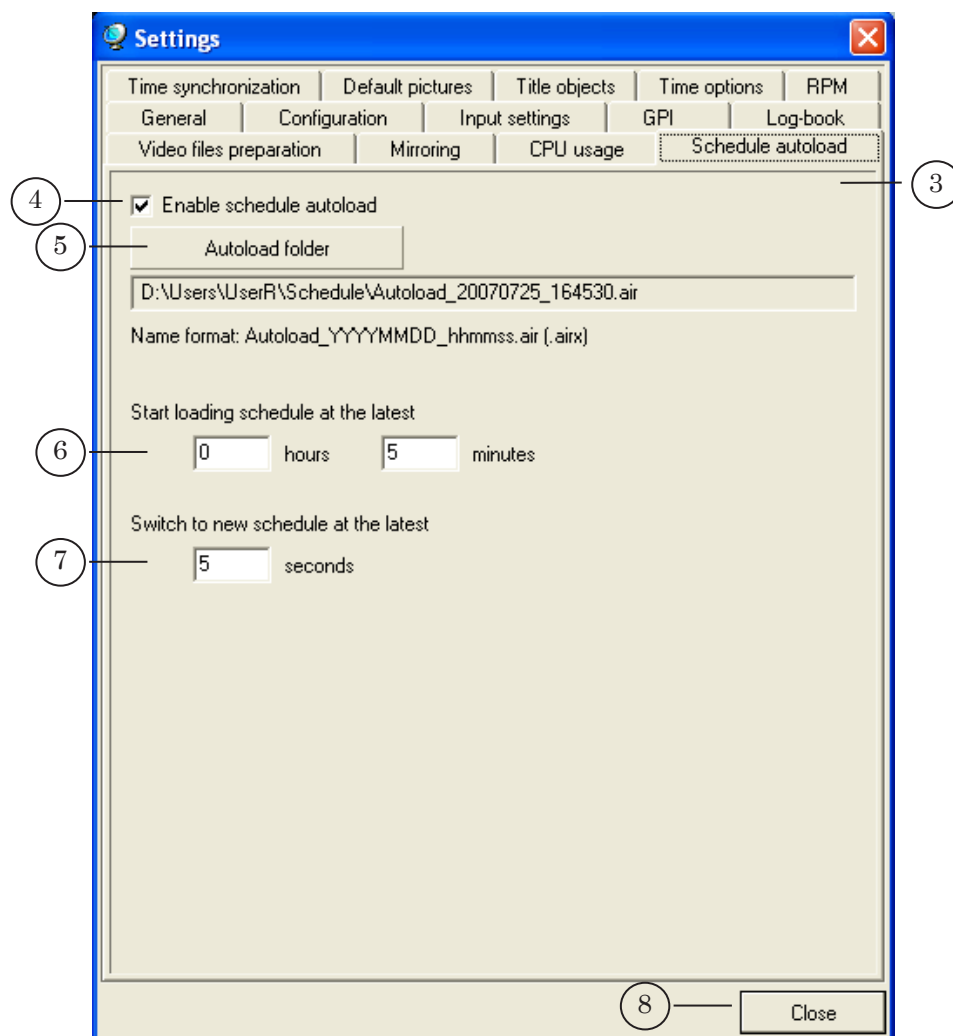 Settings
Time synchronization Default pictures Title objects Time options RPM
General Configuration Input settings GPI Log-book
Video files preparation Mirroring CPU usage Schedule autoload
3
4 Enable schedule autoload
5 Autoload folder
D:\Users\UserR\Schedule\Autoload_20070725_164530.air
Name format: Autoload_YYYYMMDD_hhmmss.air (.airx)
Start loading schedule at the latest
6 0 hours 5 minutes
Switch to new schedule at the latest
7 5 seconds
8 Close